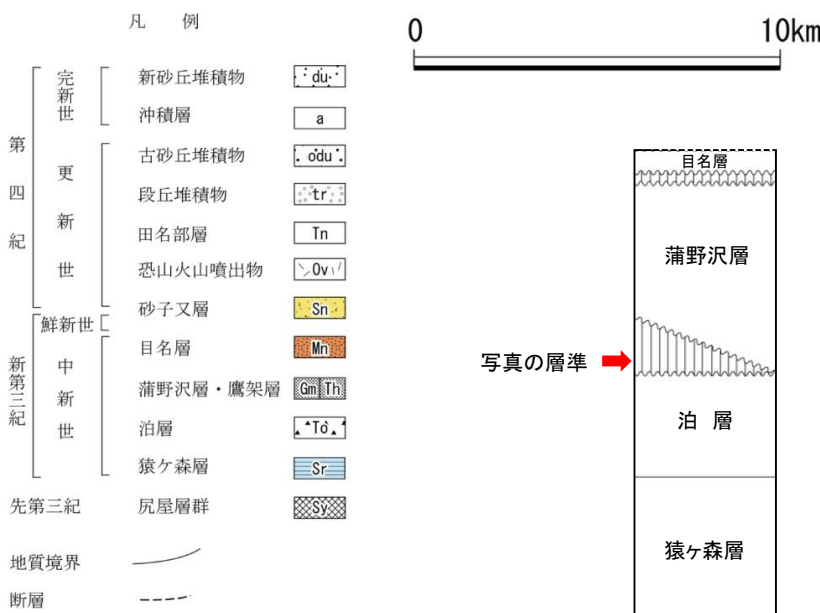 凡 例
第四紀
完新世
新砂丘堆積物 du
沖積層 a
更新世
古砂丘堆積物 odu
段丘堆積物 tr
田名部層 Tn
恐山火山噴出物 Ov
砂子又層 Sn
新第三紀
鮮新世
中新世
目名層 Mn
蒲野沢層・鷹架層 Gm Th
泊層 To
猿ケ森層 Sr
先第三紀 尻屋層群 Sy
地質境界
断層
0 10km
目名層
蒲野沢層
写真の層準
泊 層
猿ヶ森層